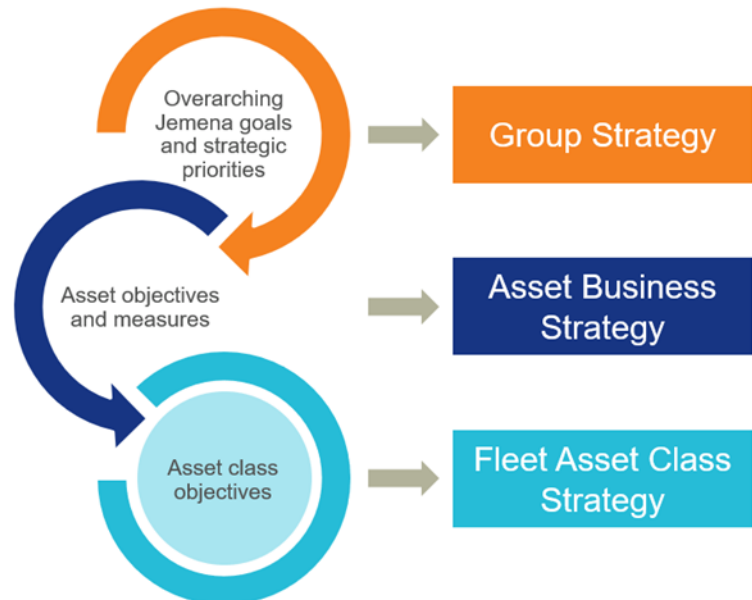 Overarching
Jemena goals
and strategic
priorities
Group Strategy
Asset objectives
and measures
Asset Business
Strategy
Asset class
objectives
Fleet Asset Class
Strategy